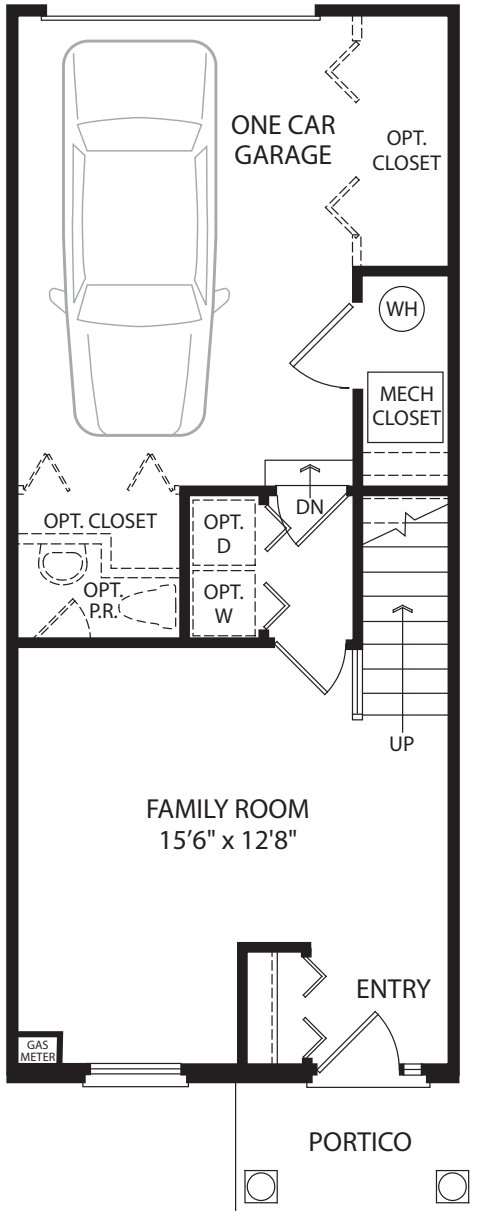 ONE CAR
GARAGE
OPT.
CLOSET
WH
MECH
CLOSET
DN
OPT. CLOSET
OPT.
D
OPT.
P.R.
OPT.
W
UP
FAMILY ROOM
15'6" x 12'8"
ENTRY
GAS
METER
PORTICO